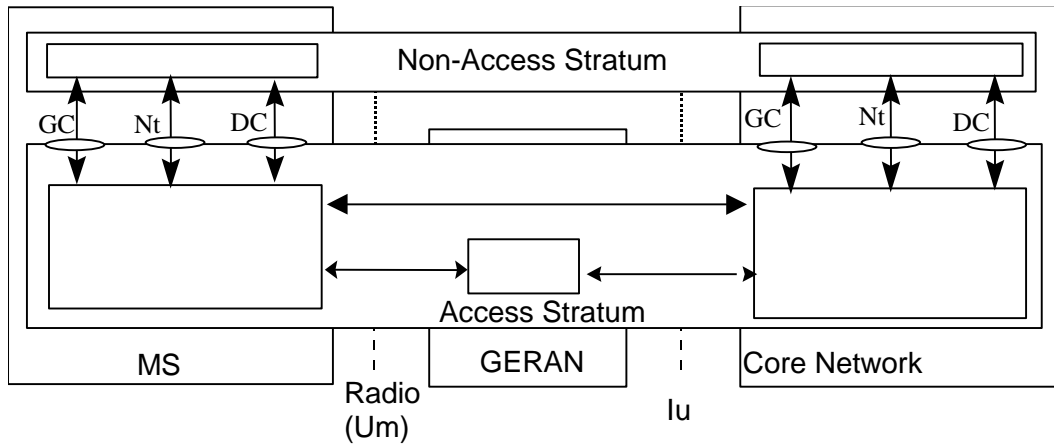 Non-Access Stratum
GC Nt DC GC Nt DC
Access Stratum
MS GERAN Core Network
Radio
(Um)
Iu